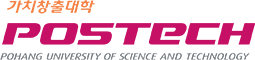 가치창출대학
POSTECH
POHANG UNIVERSITY OF SCIENCE AND TECHNOLOGY